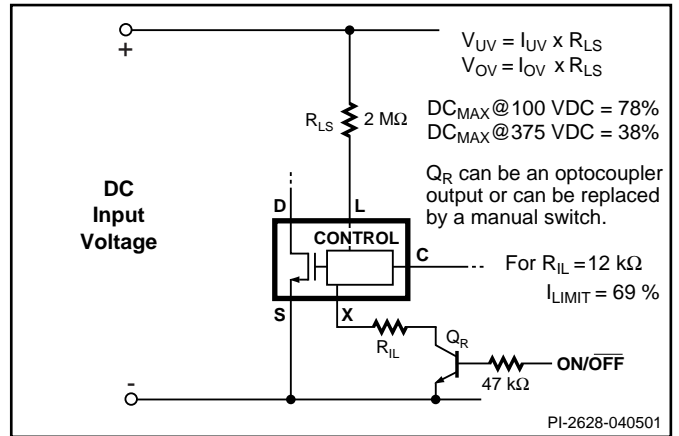 +
V_UV = I_UV x R_LS
V_OV = I_OV x R_LS
R_LS 2 MΩ
DC_MAX@100 VDC = 78%
DC_MAX@375 VDC = 38%
Q_R can be an optocoupler
output or can be replaced
by a manual switch.
DC
Input
Voltage
D L
CONTROL
C
For R_IL = 12 kΩ
I_LIMIT = 69 %
S X
R_IL
Q_R
47 kΩ
ON/O̅F̅F̅
-
PI-2628-040501